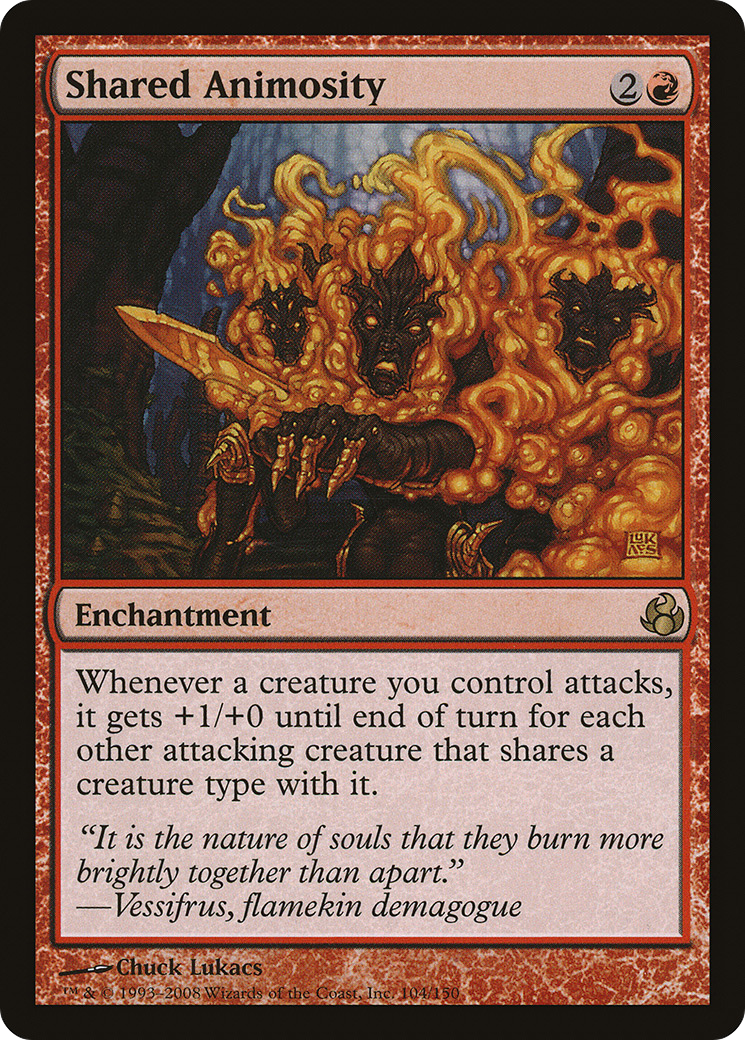 Shared Animosity
2
LUK
AES
Enchantment
Whenever a creature you control attacks,
it gets +1/+0 until end of turn for each
other attacking creature that shares a
creature type with it.
“It is the nature of souls that they burn more
brightly together than apart.”
—Vessifrus, flamekin demagogue
Chuck Lukacs
™ & © 1993–2008 Wizards of the Coast, Inc. 104/150